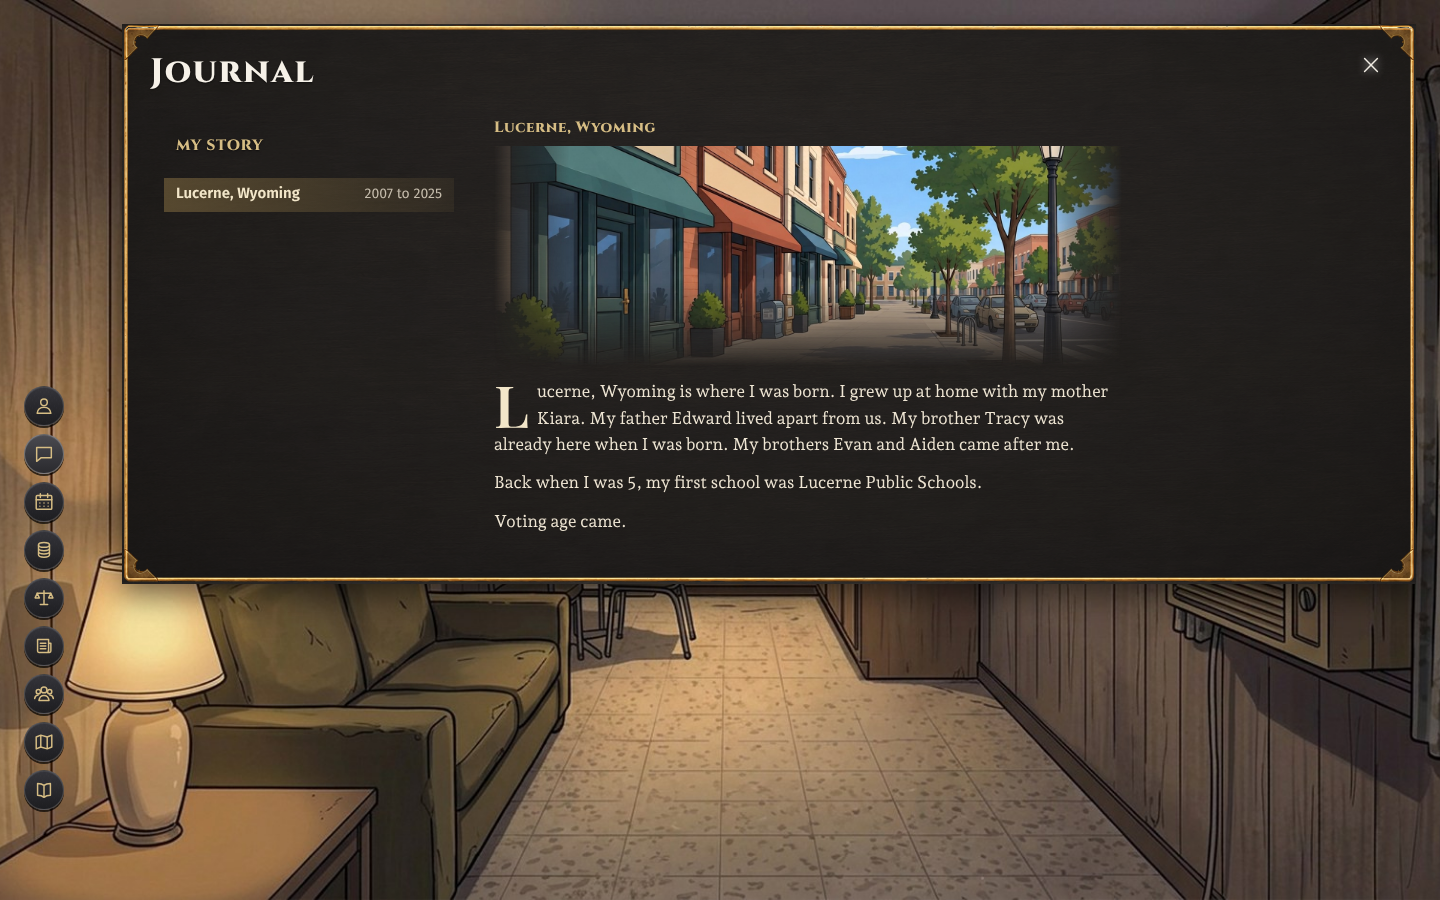 Journal
MY STORY
Lucerne, Wyoming 2007 to 2025
Lucerne, Wyoming
Lucerne, Wyoming is where I was born. I grew up at home with my mother
Kiara. My father Edward lived apart from us. My brother Tracy was
already here when I was born. My brothers Evan and Aiden came after me.
Back when I was 5, my first school was Lucerne Public Schools.
Voting age came.